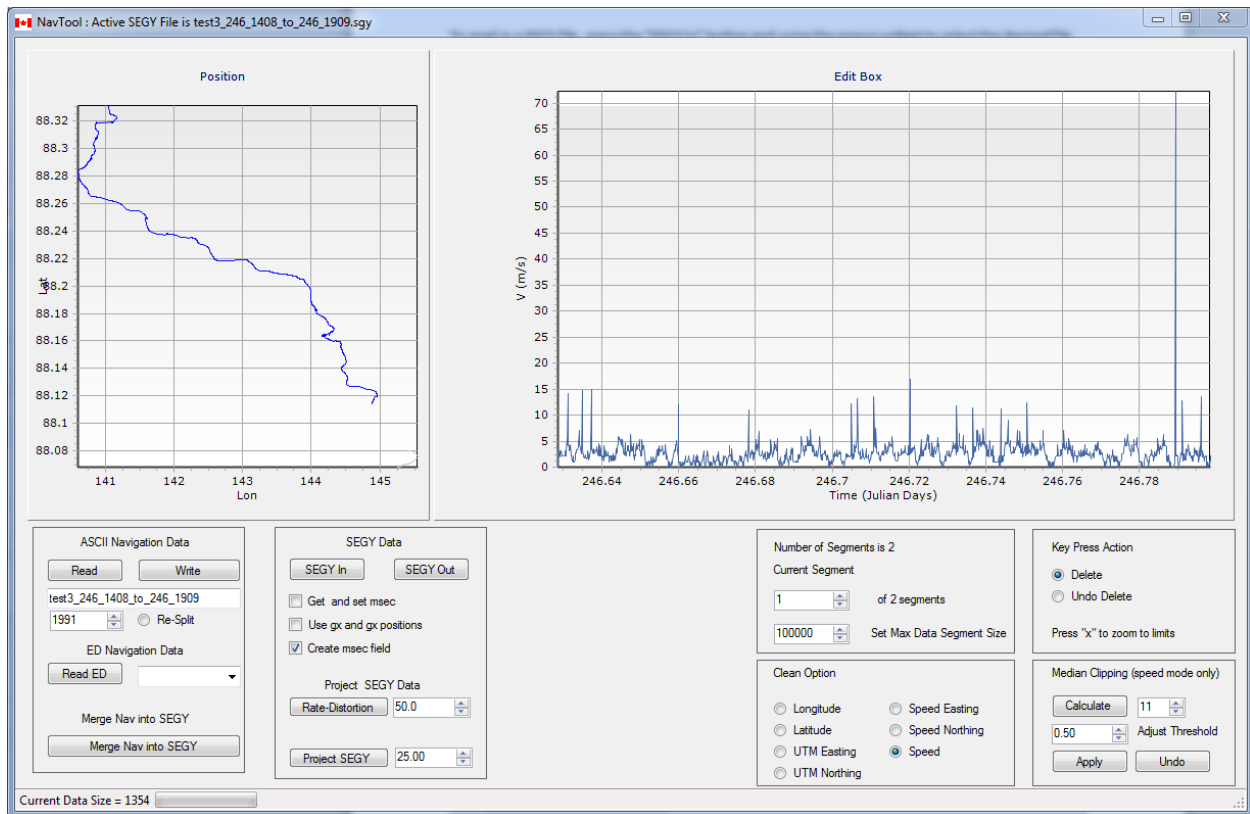 NavTool : Active SEGY File is test3_246_1408_to_246_1909.sgy
Position
88.32
88.3
88.28
88.26
88.24
88.22
88.2
88.18
88.16
88.14
88.12
88.1
88.08
Lat
141 142 143 144 145
Lon
Edit Box
70
65
60
55
50
45
40
35
30
25
20
15
10
5
0
V (m/s)
246.64 246.66 246.68 246.7 246.72 246.74 246.76 246.78
Time (Julian Days)
ASCII Navigation Data
Read Write
test3_246_1408_to_246_1909
1991 Re-Split
ED Navigation Data
Read ED
Merge Nav into SEGY
Merge Nav into SEGY
SEGY Data
SEGY In SEGY Out
Get and set msec
Use gx and gx positions
Create msec field
Project SEGY Data
Rate-Distortion 50.0
Project SEGY 25.00
Number of Segments is 2
Current Segment
1 of 2 segments
100000 Set Max Data Segment Size
Clean Option
Longitude Speed Easting
Latitude Speed Northing
UTM Easting Speed
UTM Northing
Key Press Action
Delete
Undo Delete
Press "x" to zoom to limits
Median Clipping (speed mode only)
Calculate 11
0.50 Adjust Threshold
Apply Undo
Current Data Size = 1354